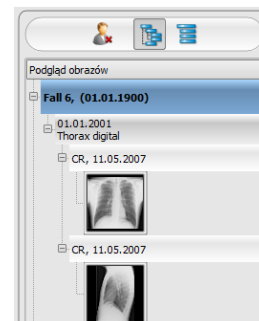 Podgląd obrazów
Fall 6, (01.01.1900)
01.01.2001
Thorax digital
CR, 11.05.2007
CR, 11.05.2007